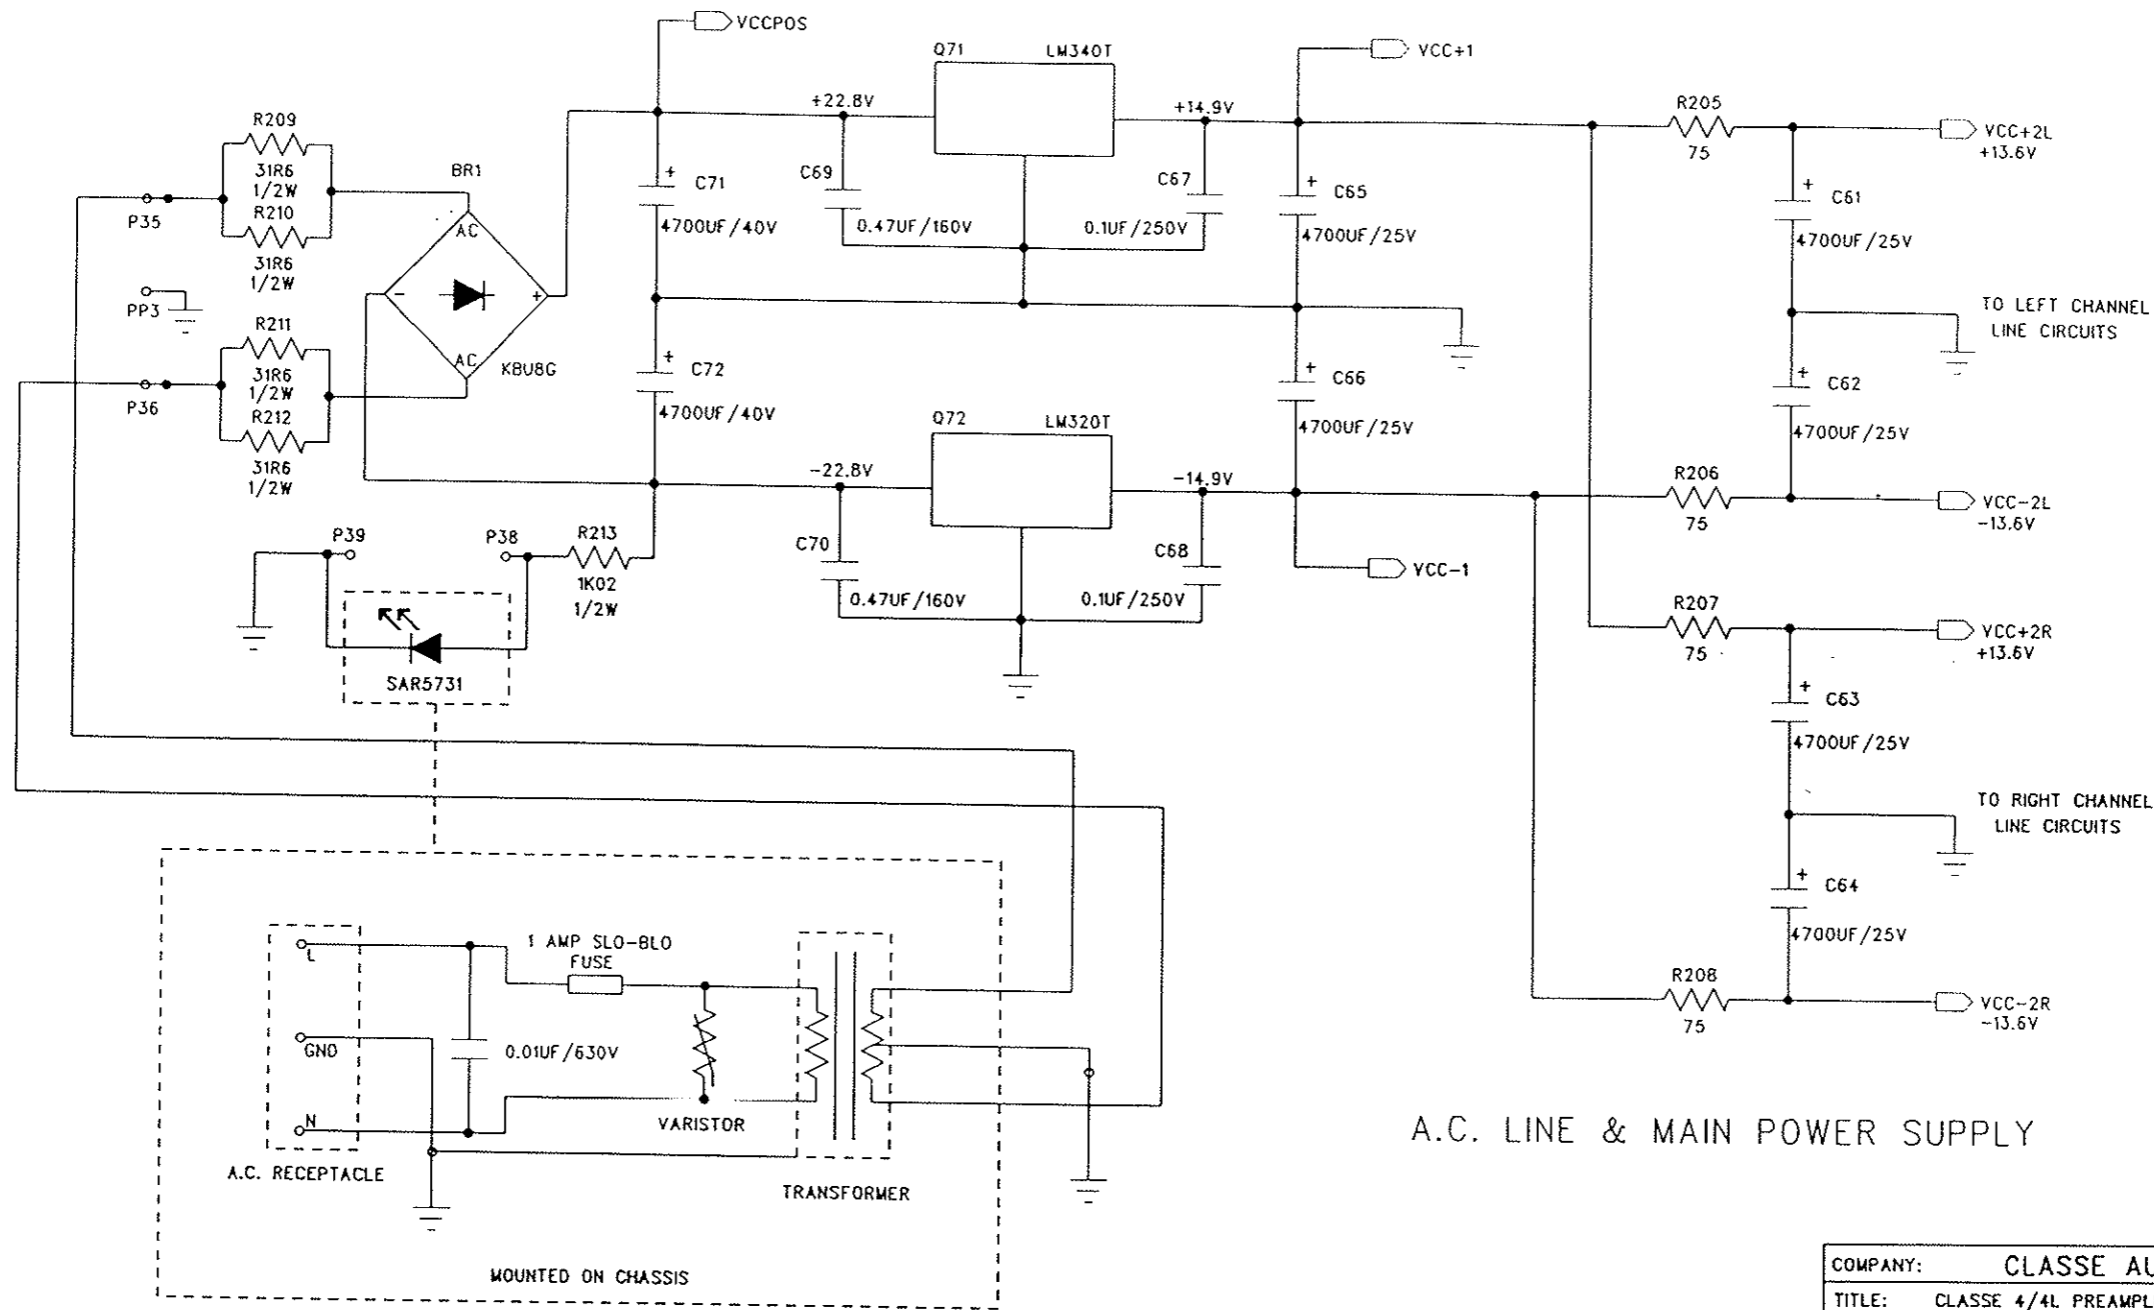 VCCPOS
Q71 LM340T
VCC+1
+22.8V
+14.9V
R205
75
VCC+2L
+13.6V
R209
31R6
1/2W
R210
31R6
1/2W
P35
PP3
BR1
AC
-
+
AC
KBU8G
R211
31R6
1/2W
R212
31R6
1/2W
P36
+
C71
4700UF/40V
C69
0.47UF/160V
C67
0.1UF/250V
+
C65
4700UF/25V
+
C61
4700UF/25V
TO LEFT CHANNEL
LINE CIRCUITS
+
C72
4700UF/40V
+
C66
4700UF/25V
+
C62
4700UF/25V
Q72 LM320T
-22.8V
-14.9V
R206
75
VCC-2L
-13.6V
P39
P38
R213
1K02
1/2W
C70
0.47UF/160V
C68
0.1UF/250V
VCC-1
SAR5731
R207
75
VCC+2R
+13.6V
+
C63
4700UF/25V
TO RIGHT CHANNEL
LINE CIRCUITS
+
C64
4700UF/25V
R208
75
VCC-2R
-13.6V
L
GND
N
A.C. RECEPTACLE
1 AMP SLO-BLO
FUSE
0.01UF/630V
VARISTOR
TRANSFORMER
MOUNTED ON CHASSIS
A.C. LINE & MAIN POWER SUPPLY
COMPANY: CLASSE AU
TITLE: CLASSE 4/4L PREAMPL